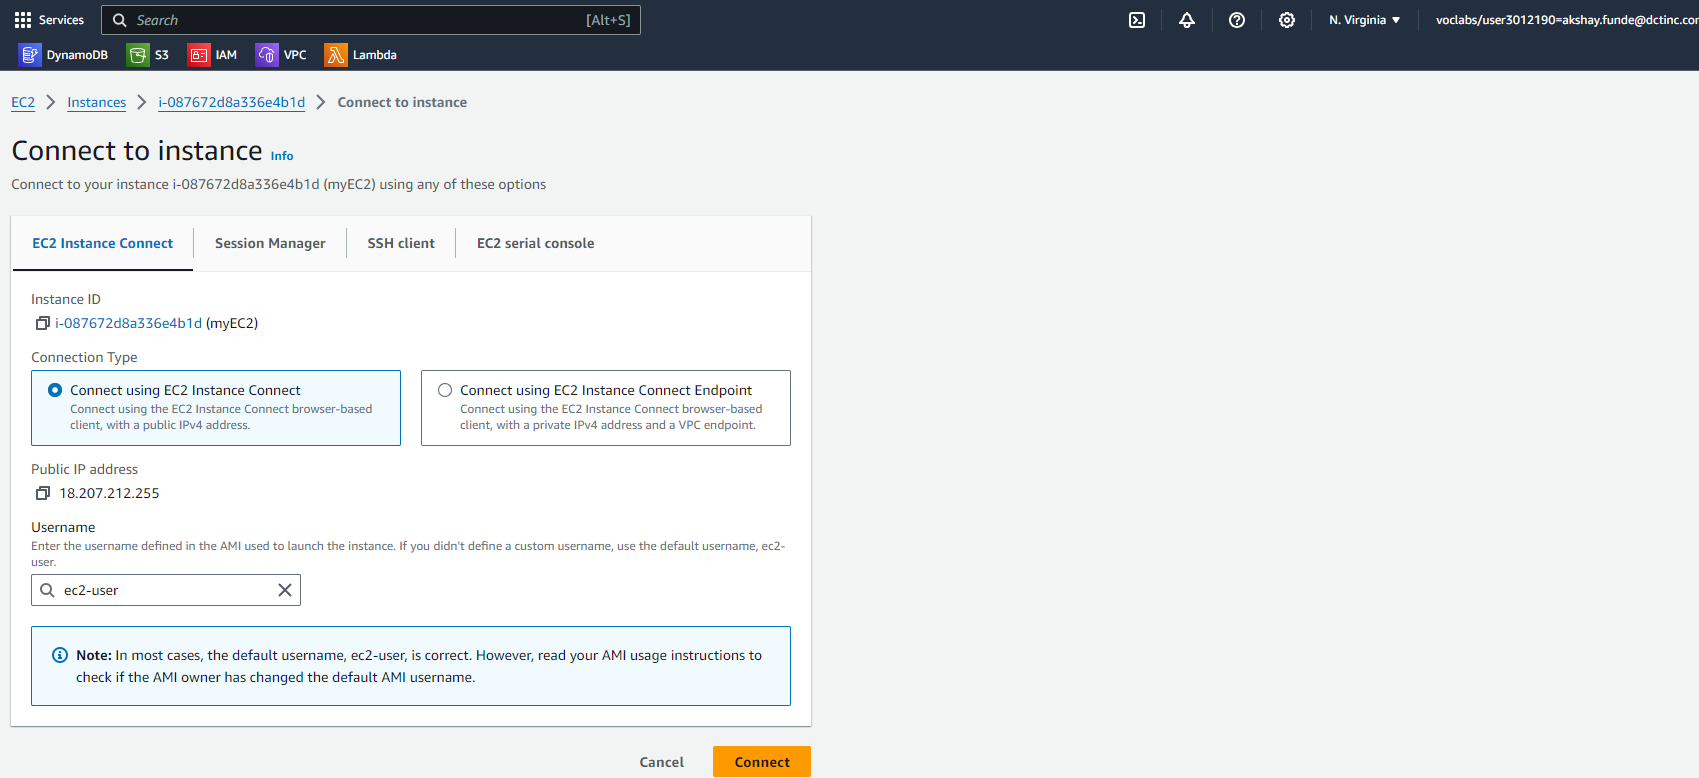 Services
Search [Alt+S]
N. Virginia
voclabs/user3012190=akshay.funde@dctinc.cor
DynamoDB S3 IAM VPC Lambda
EC2 Instances i-087672d8a336e4b1d Connect to instance
Connect to instance Info
Connect to your instance i-087672d8a336e4b1d (myEC2) using any of these options
EC2 Instance Connect Session Manager SSH client EC2 serial console
Instance ID
i-087672d8a336e4b1d (myEC2)
Connection Type
Connect using EC2 Instance Connect
Connect using the EC2 Instance Connect browser-based
client, with a public IPv4 address.
Connect using EC2 Instance Connect Endpoint
Connect using the EC2 Instance Connect browser-based
client, with a private IPv4 address and a VPC endpoint.
Public IP address
18.207.212.255
Username
Enter the username defined in the AMI used to launch the instance. If you didn't define a custom username, use the default username, ec2-
user.
ec2-user
Note: In most cases, the default username, ec2-user, is correct. However, read your AMI usage instructions to
check if the AMI owner has changed the default AMI username.
Cancel Connect